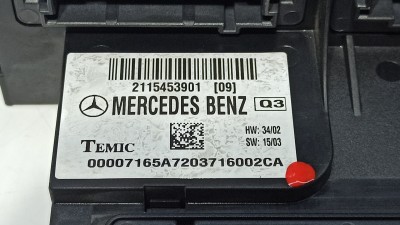 2115453901 [09]
MERCEDES BENZ Q3
TEMIC
HW: 34/02
SW: 15/03
00007165A7203716002CA